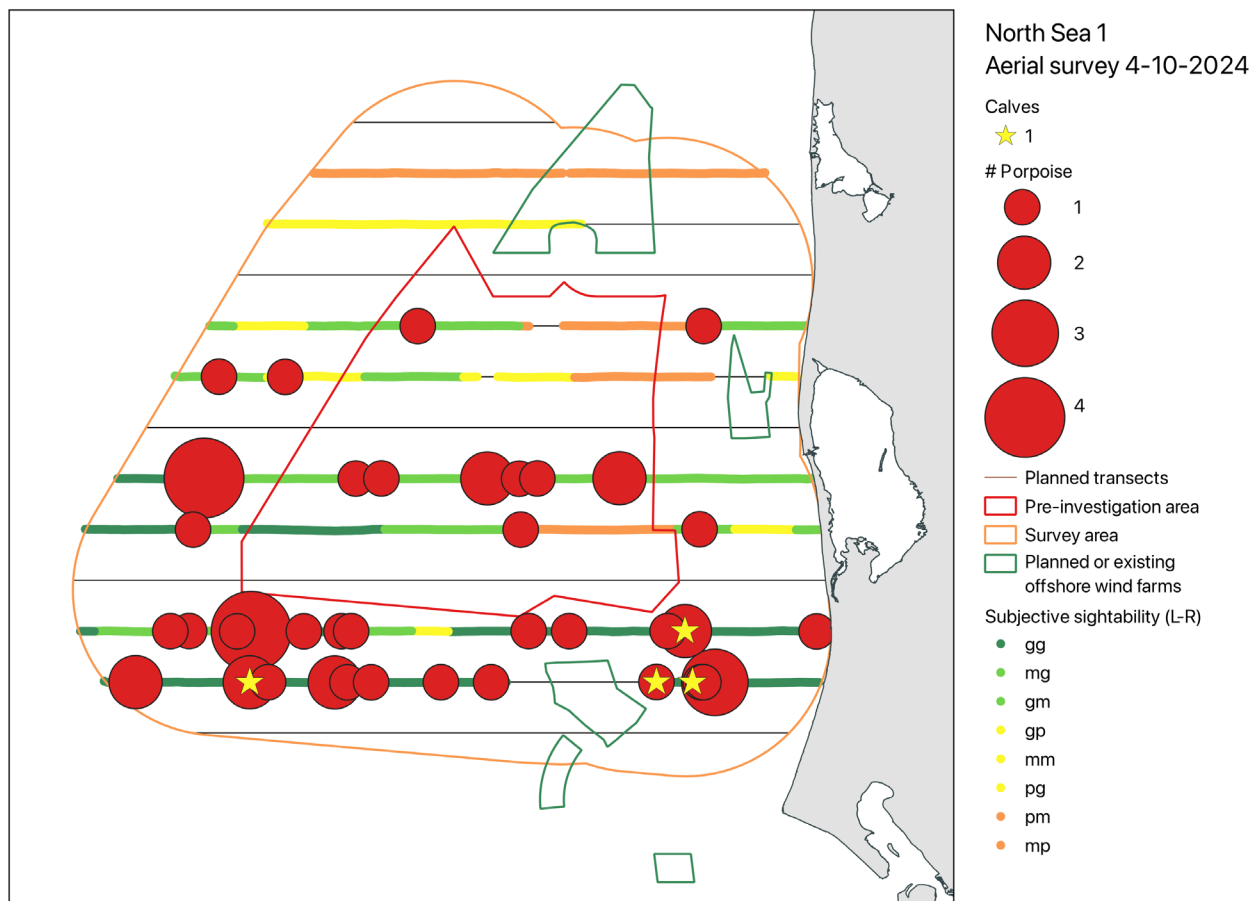 North Sea 1
Aerial survey 4-10-2024
Calves
1
# Porpoise
1
2
3
4
Planned transects
Pre-investigation area
Survey area
Planned or existing
offshore wind farms
Subjective sightability (L-R)
gg
mg
gm
gp
mm
pg
pm
mp